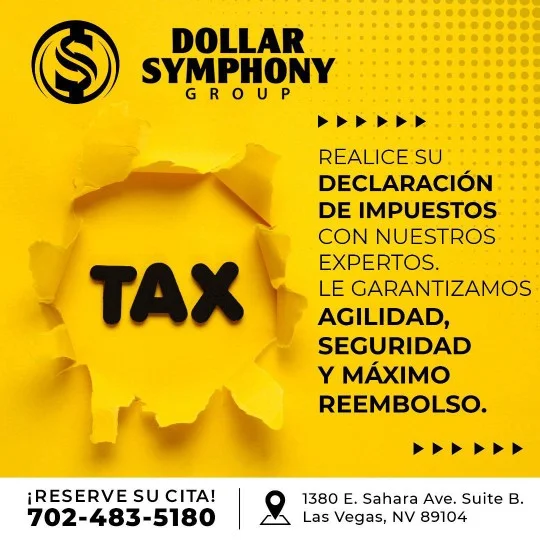 DOLLAR
SYMPHONY
GROUP
REALICE SU
DECLARACIÓN
DE IMPUESTOS
CON NUESTROS
EXPERTOS.
LE GARANTIZAMOS
AGILIDAD,
SEGURIDAD
Y MÁXIMO
REEMBOLSO.
TAX
¡RESERVE SU CITA!
702-483-5180
1380 E. Sahara Ave. Suite B.
Las Vegas, NV 89104